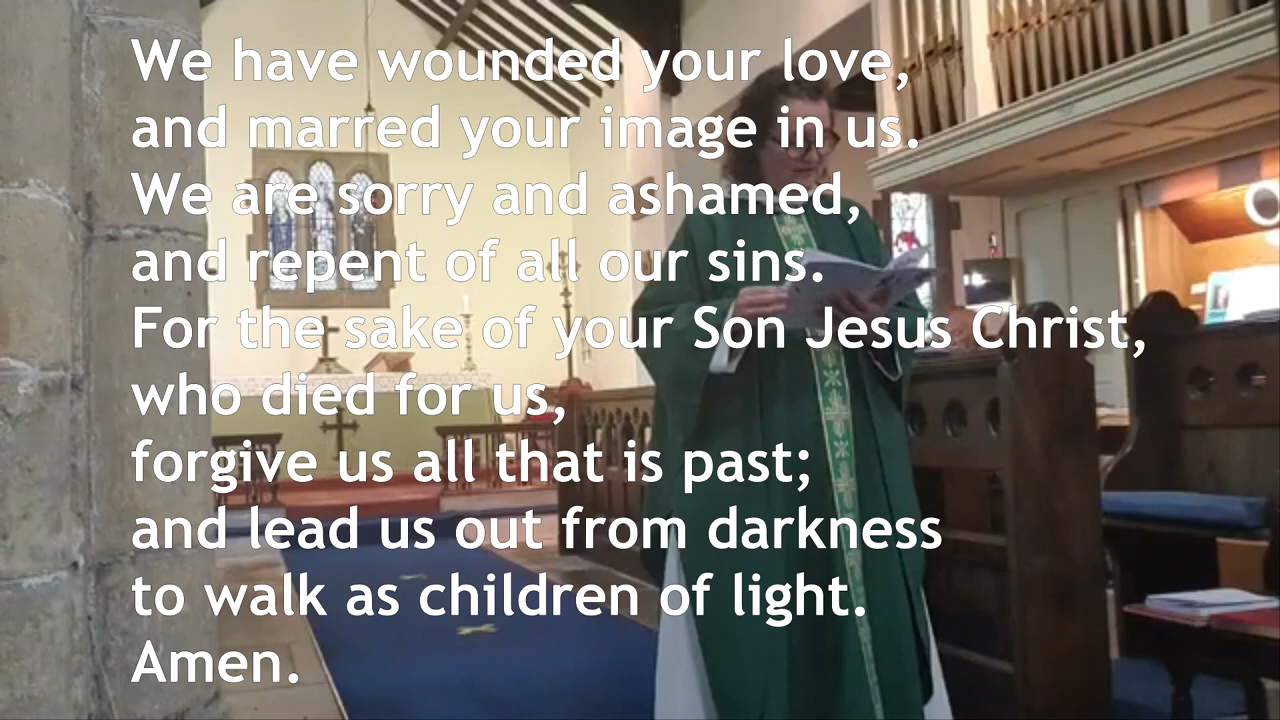 We have wounded your love,
and marred your image in us.
We are sorry and ashamed,
and repent of all our sins.
For the sake of your Son Jesus Christ,
who died for us,
forgive us all that is past;
and lead us out from darkness
to walk as children of light.
Amen.